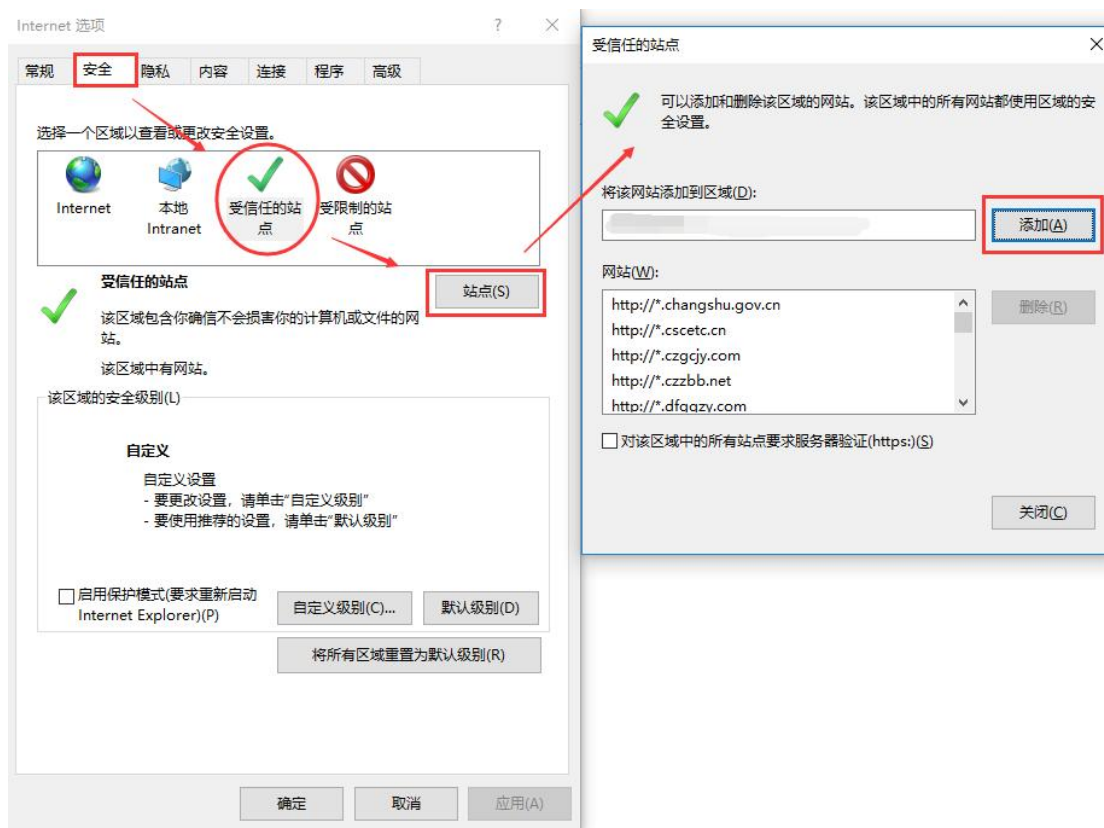 Internet 选项
常规 安全 隐私 内容 连接 程序 高级
选择一个区域以查看或更改安全设置。
Internet
本地
Intranet
受信任的站
点
受限制的站
点
受信任的站点
站点(S)
该区域包含你确信不会损害你的计算机或文件的网
站。
该区域中有网站。
该区域的安全级别(L)
自定义
自定义设置
- 要更改设置，请单击“自定义级别”
- 要使用推荐的设置，请单击“默认级别”
启用保护模式(要求重新启动
Internet Explorer)(P)
自定义级别(C)...
默认级别(D)
将所有区域重置为默认级别(R)
确定
取消
应用(A)
受信任的站点
可以添加和删除该区域的网站。该区域中的所有网站都使用区域的安
全设置。
将该网站添加到区域(D):
添加(A)
网站(W):
http://*.changshu.gov.cn
http://*.cscetc.cn
http://*.czgcjy.com
http://*.czzbb.net
http://*.dfggzy.com
删除(R)
对该区域中的所有站点要求服务器验证(https:)(S)
关闭(C)